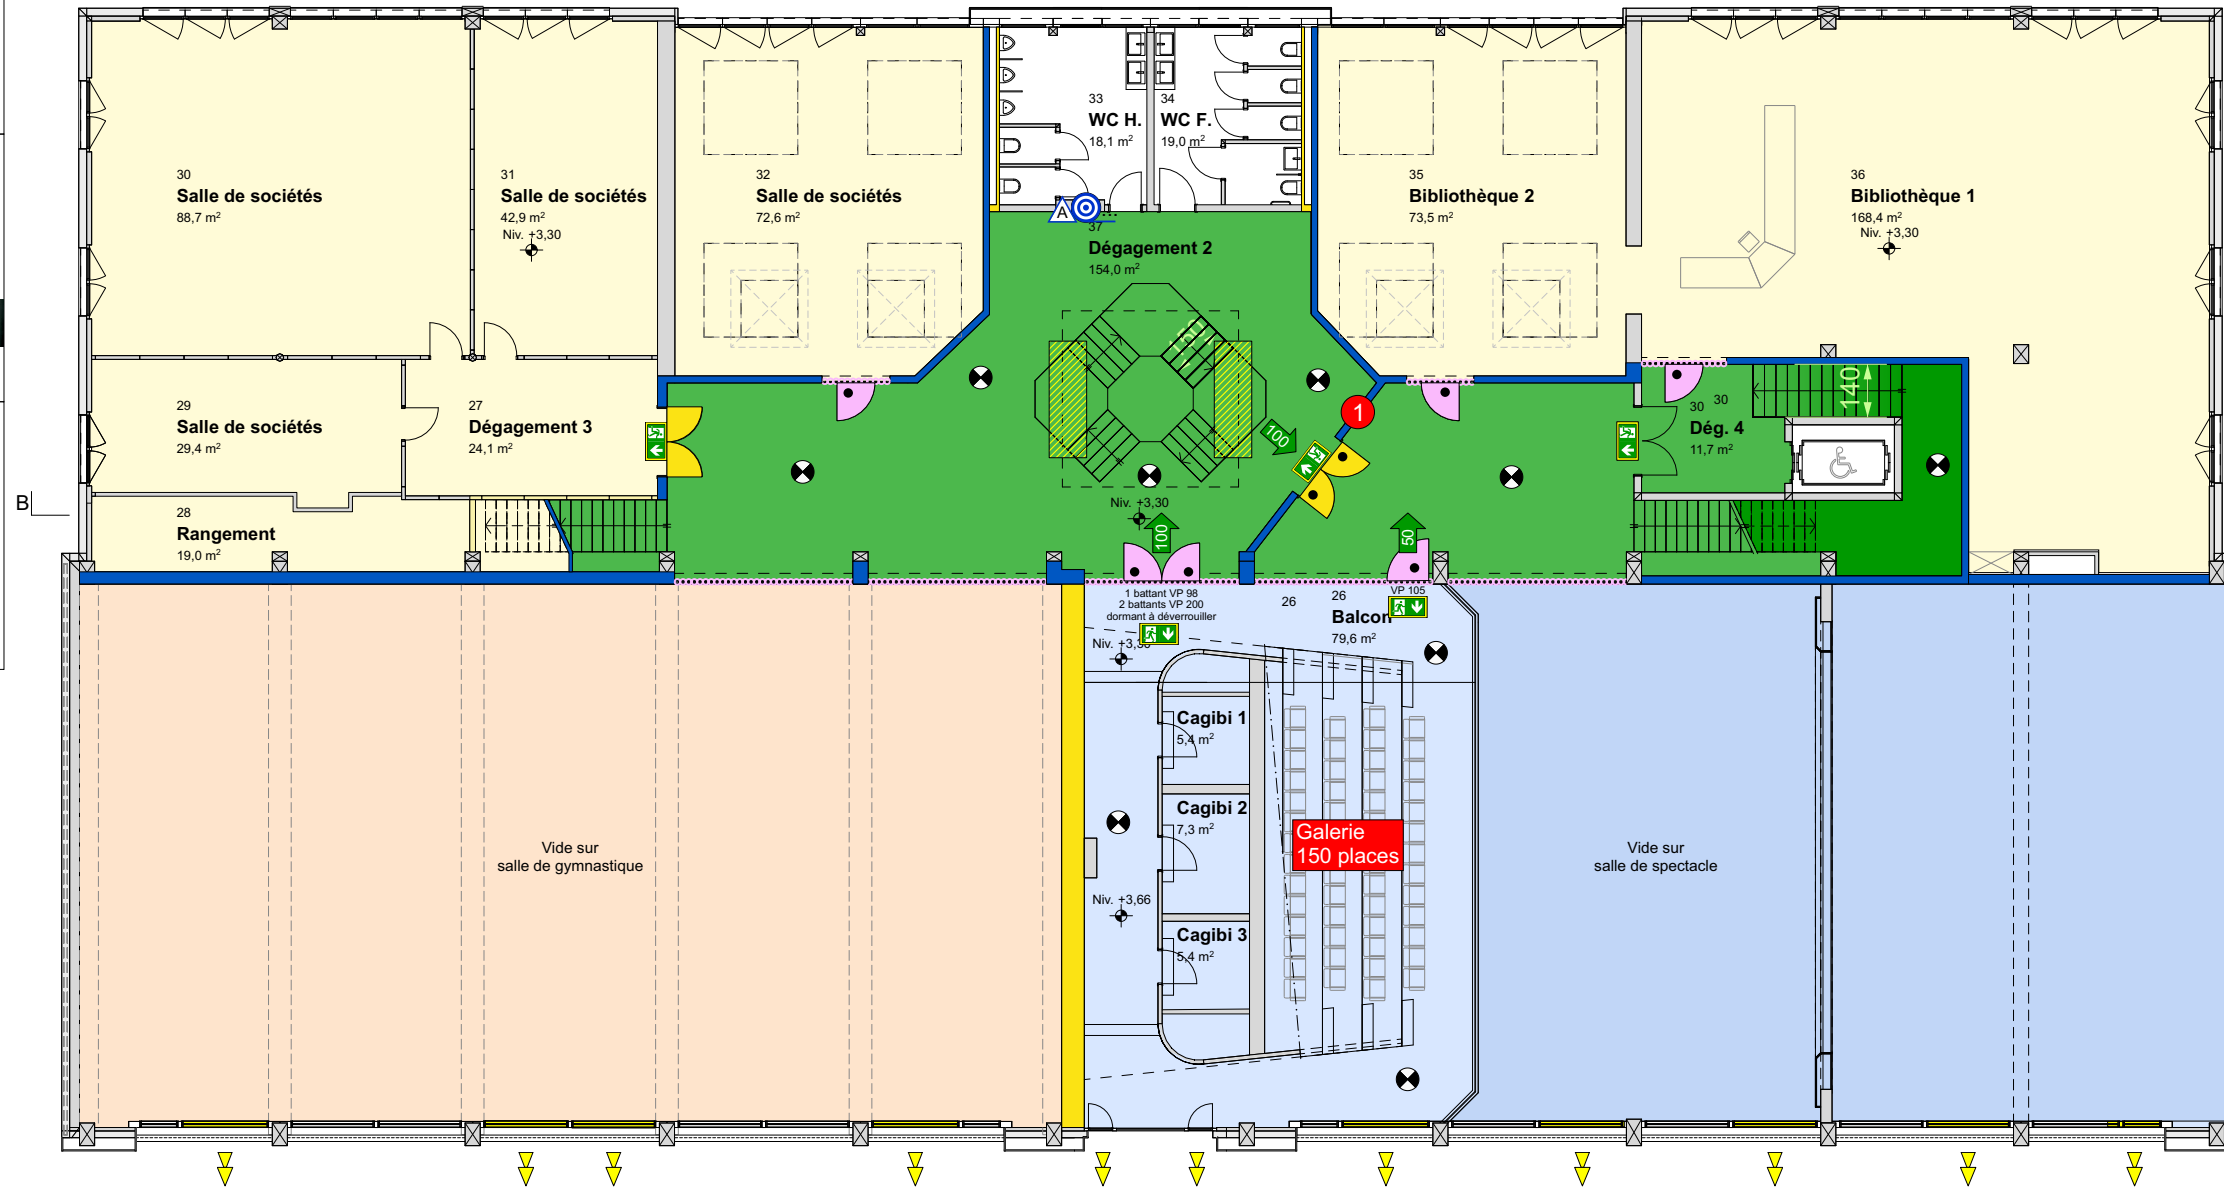 30
Salle de sociétés
88,7 m²
31
Salle de sociétés
42,9 m²
Niv. +3,30
32
Salle de sociétés
72,6 m²
33
WC H.
18,1 m²
34
WC F.
19,0 m²
35
Bibliothèque 2
73,5 m²
36
Bibliothèque 1
168,4 m²
Niv. +3,30
A
37
Dégagement 2
154,0 m²
29
Salle de sociétés
29,4 m²
27
Dégagement 3
24,1 m²
1
100
30 30
Dég. 4
11,7 m²
140
B
28
Rangement
19,0 m²
Niv. +3,30
100
50
1 battant VP 98
2 battants VP 200
dormant à déverrouiller
VP 105
26
26
Balcon
79,6 m²
Niv. +3,30
Cagibi 1
5,4 m²
Cagibi 2
7,3 m²
Galerie
150 places
Vide sur
salle de gymnastique
Vide sur
salle de spectacle
Niv. +3,66
Cagibi 3
5,4 m²